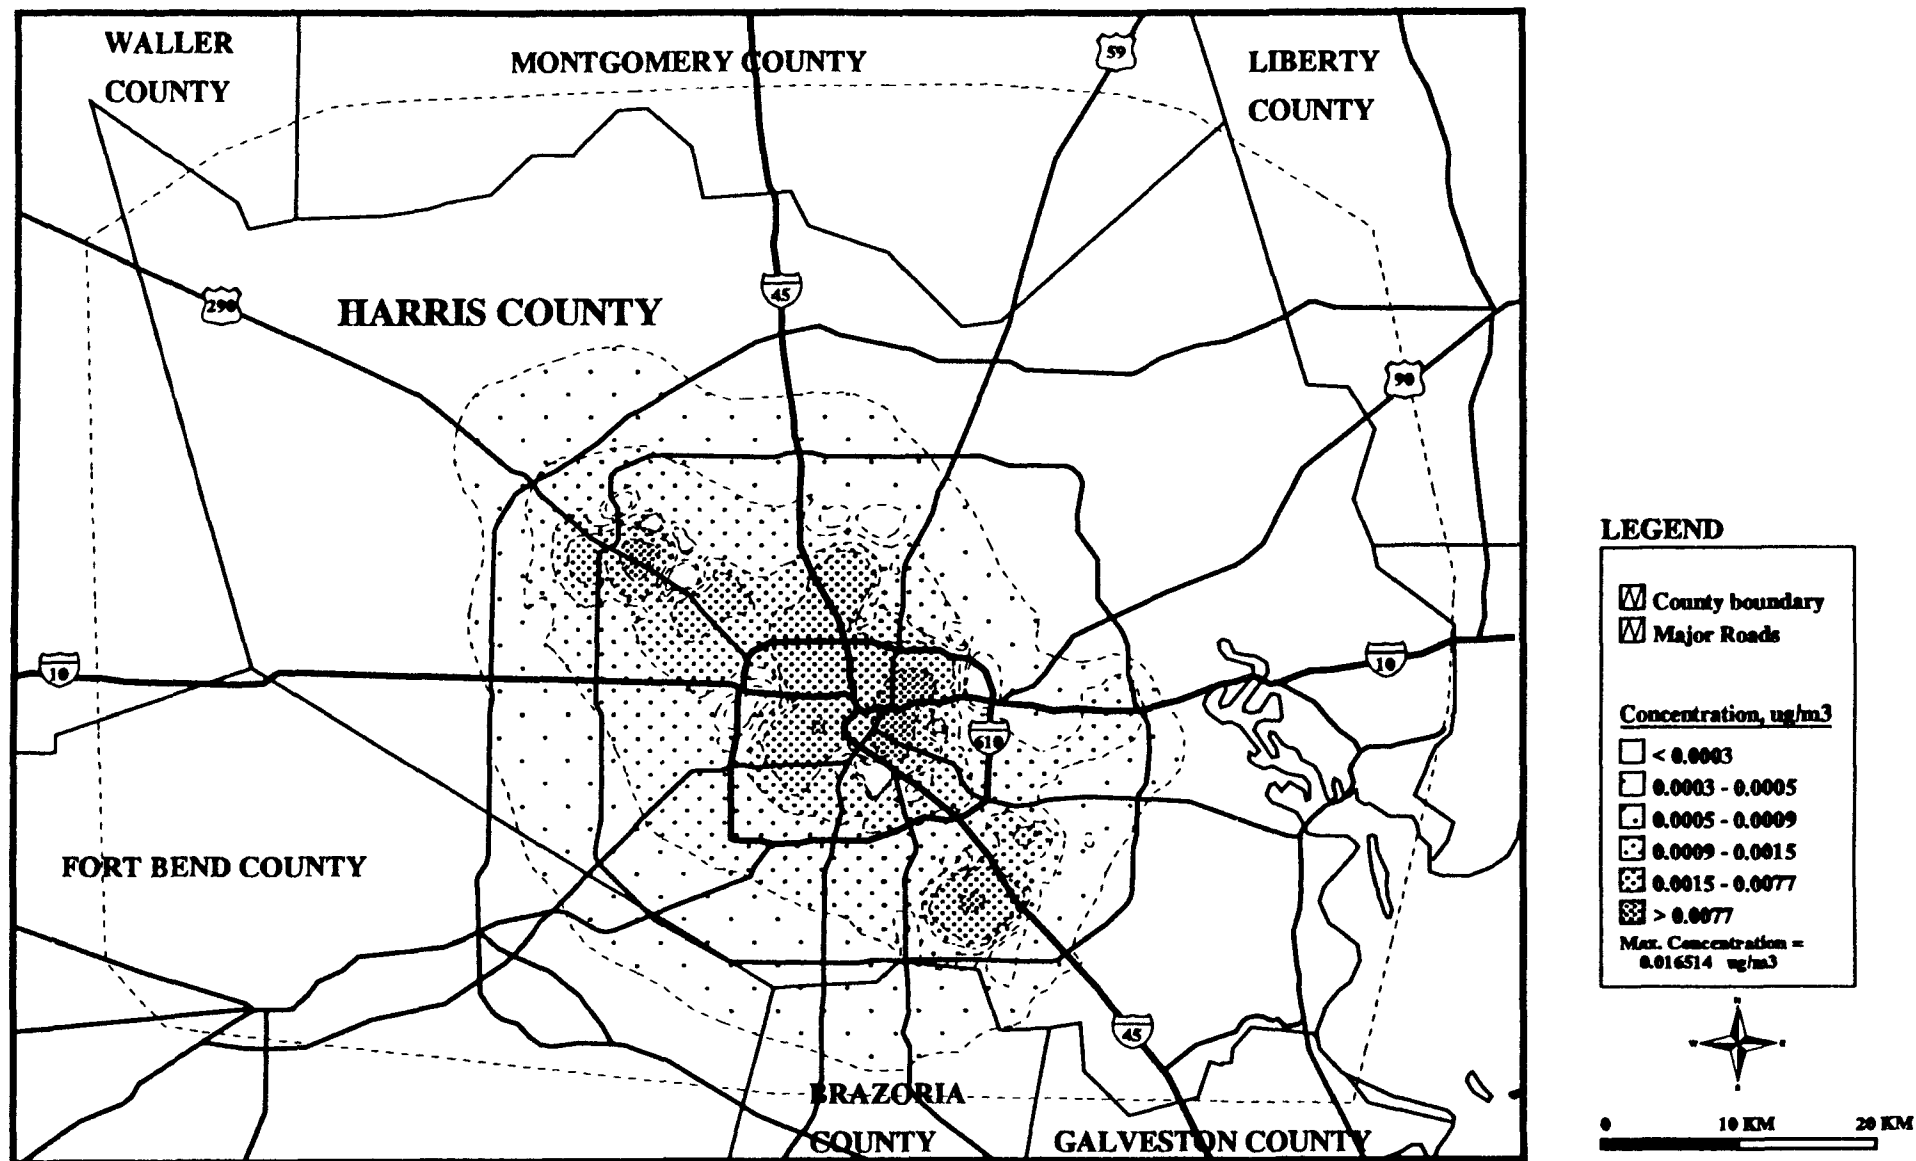 WALLER
COUNTY
MONTGOMERY COUNTY
59
LIBERTY
COUNTY
290
HARRIS COUNTY
45
90
10
10
610
FORT BEND COUNTY
45
BRAZORIA
COUNTY
GALVESTON COUNTY
LEGEND
County boundary
Major Roads
Concentration, ug/m3
< 0.0003
0.0003 - 0.0005
0.0005 - 0.0009
0.0009 - 0.0015
0.0015 - 0.0077
> 0.0077
Max. Concentration =
0.016514 ug/m3
N
W
E
S
0 10 KM 20 KM